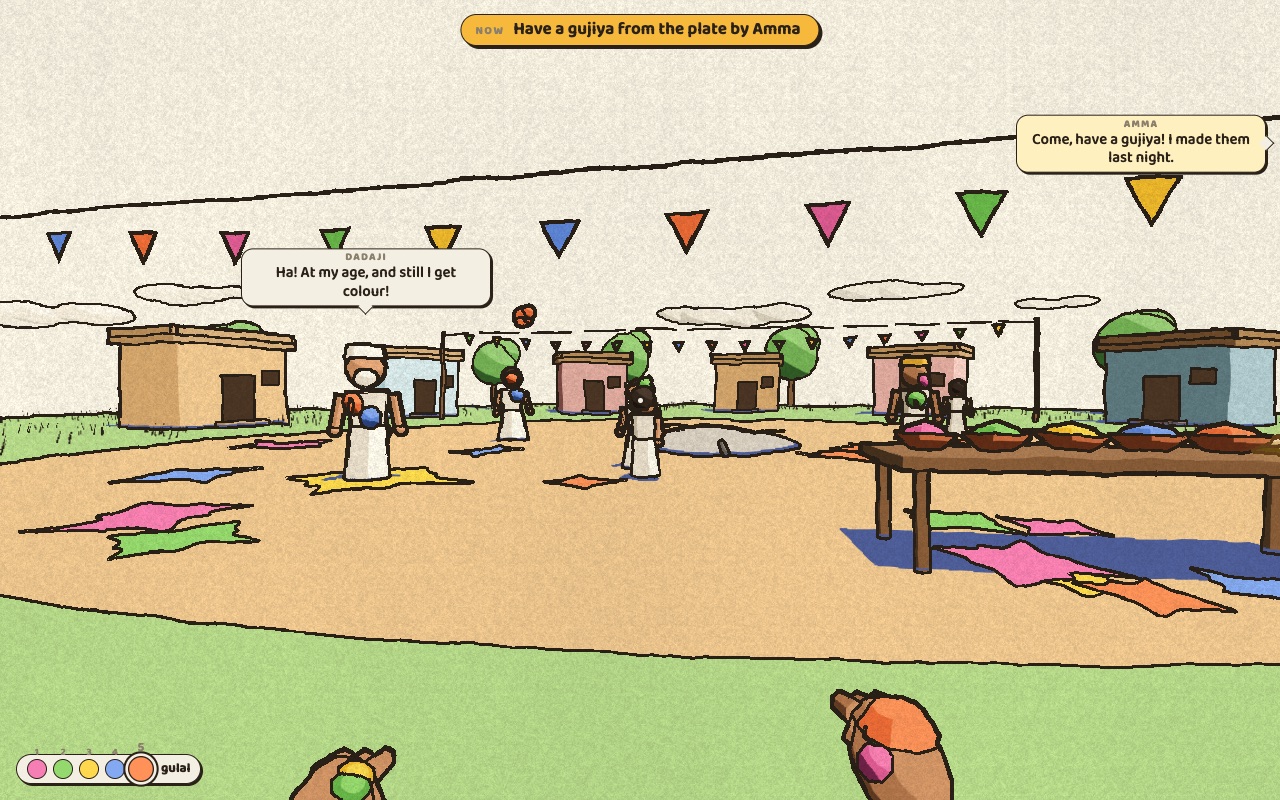 NOW Have a gujiya from the plate by Amma
AMMA
Come, have a gujiya! I made them
last night.
DADAJI
Ha! At my age, and still I get
colour!
1 2 3 4 5
gulal